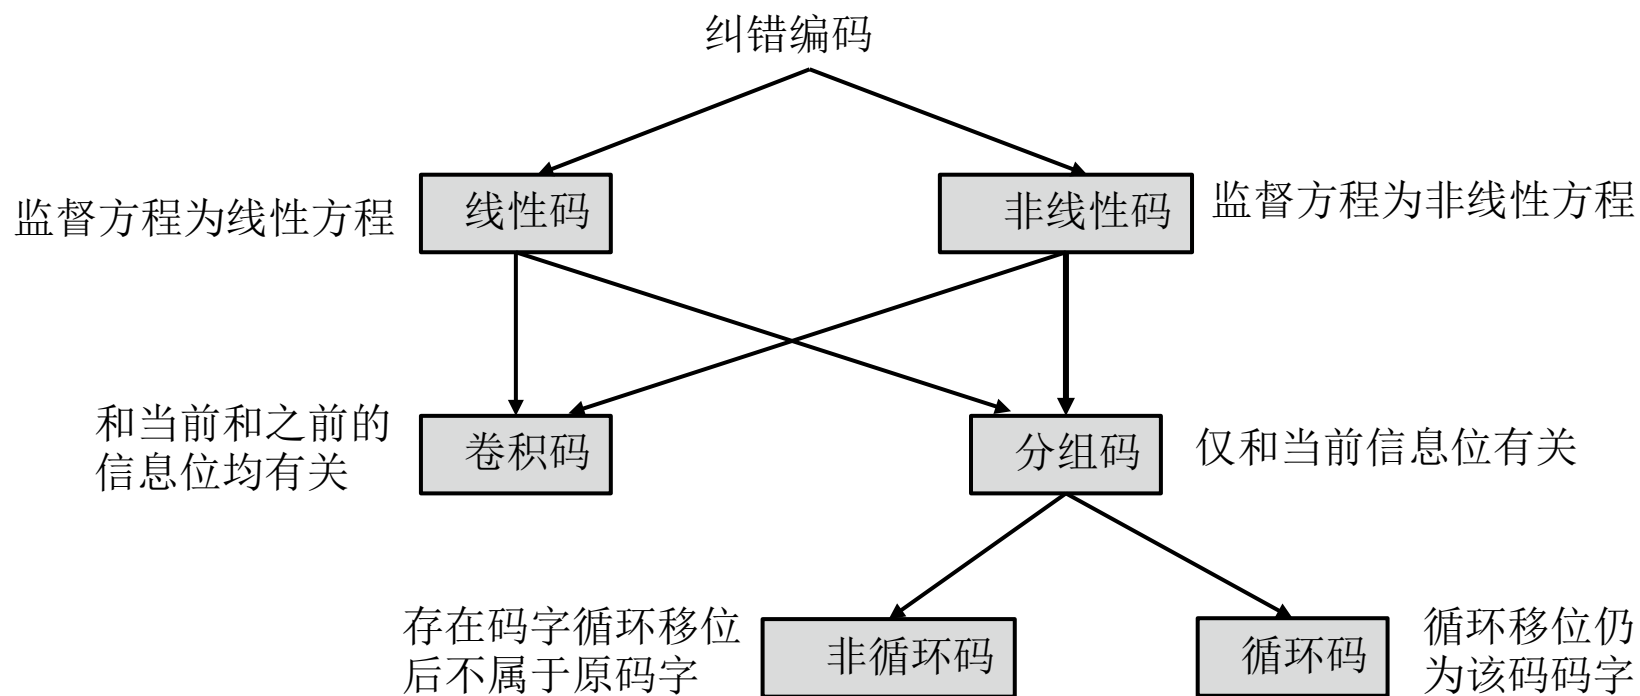 纠错编码
监督方程为线性方程
线性码
非线性码
监督方程为非线性方程
和当前和之前的
信息位均有关
卷积码
分组码
仅和当前信息位有关
存在码字循环移位
后不属于原码字
非循环码
循环码
循环移位仍
为该码码字